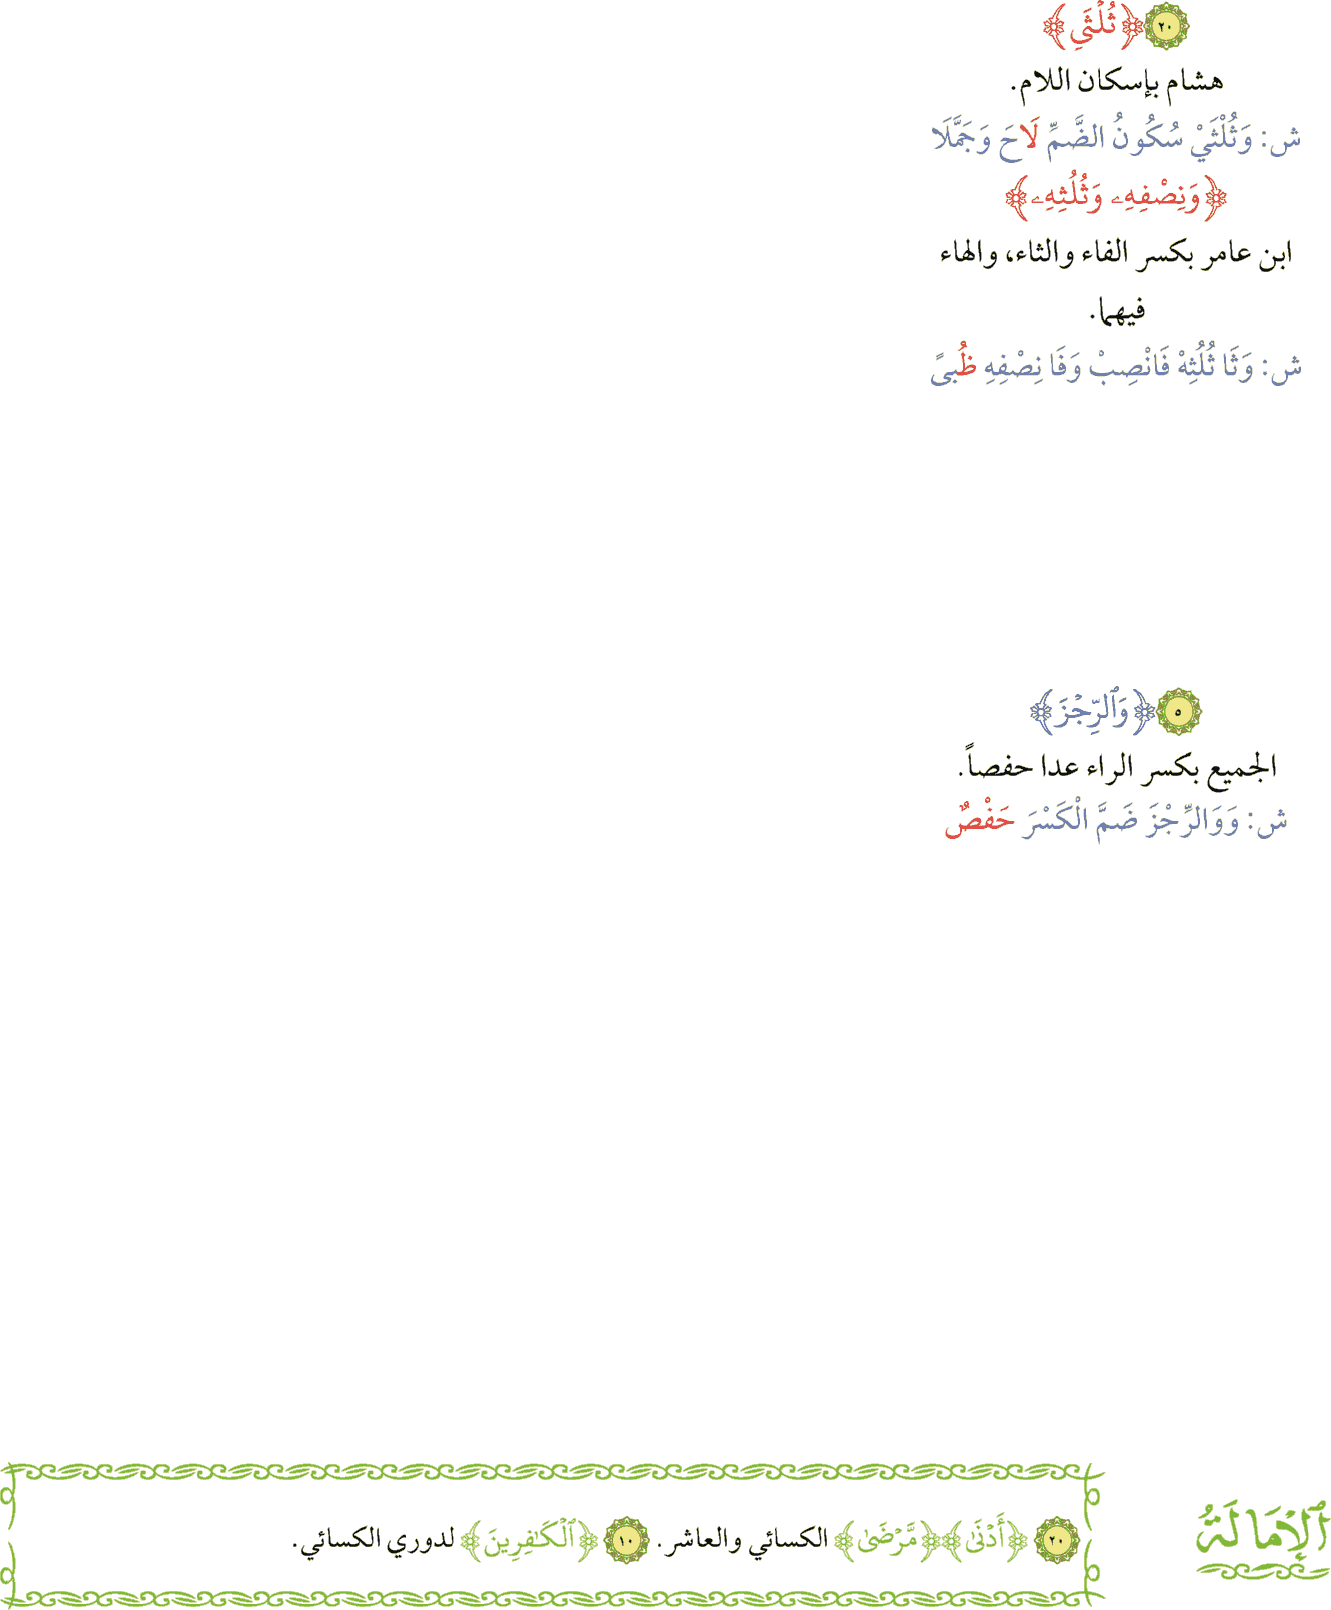 ٢٠ ﴿ثُلْثَيِ﴾
هشام بإسكان اللام.
ش: وَثُلْثَيْ سُكُونُ الضَّمِّ لَاحَ وَجَمَّلَا
﴿وَنِصْفِهِۦ وَثُلُثِهِۦ﴾
ابن عامر بكسر الفاء والثاء، والهاء
فيهما.
ش: وَثَا ثُلُثِهْ فَانْصِبْ وَفَا نِصْفِهِ ظُبىً
٥ ﴿وَٱلرِّجْزَ﴾
الجميع بكسر الراء عدا حفصاً.
ش: وَوَالرِّجْزَ ضَمَّ الْكَسْرَ حَفْصٌ
ٱلْإِمَالَةُ
٢٠ ﴿أَدْنَىٰ﴾ ﴿مَّرْضَىٰ﴾ الكسائي والعاشر. ١٠ ﴿ٱلْكَٰفِرِينَ﴾ لدوري الكسائي.